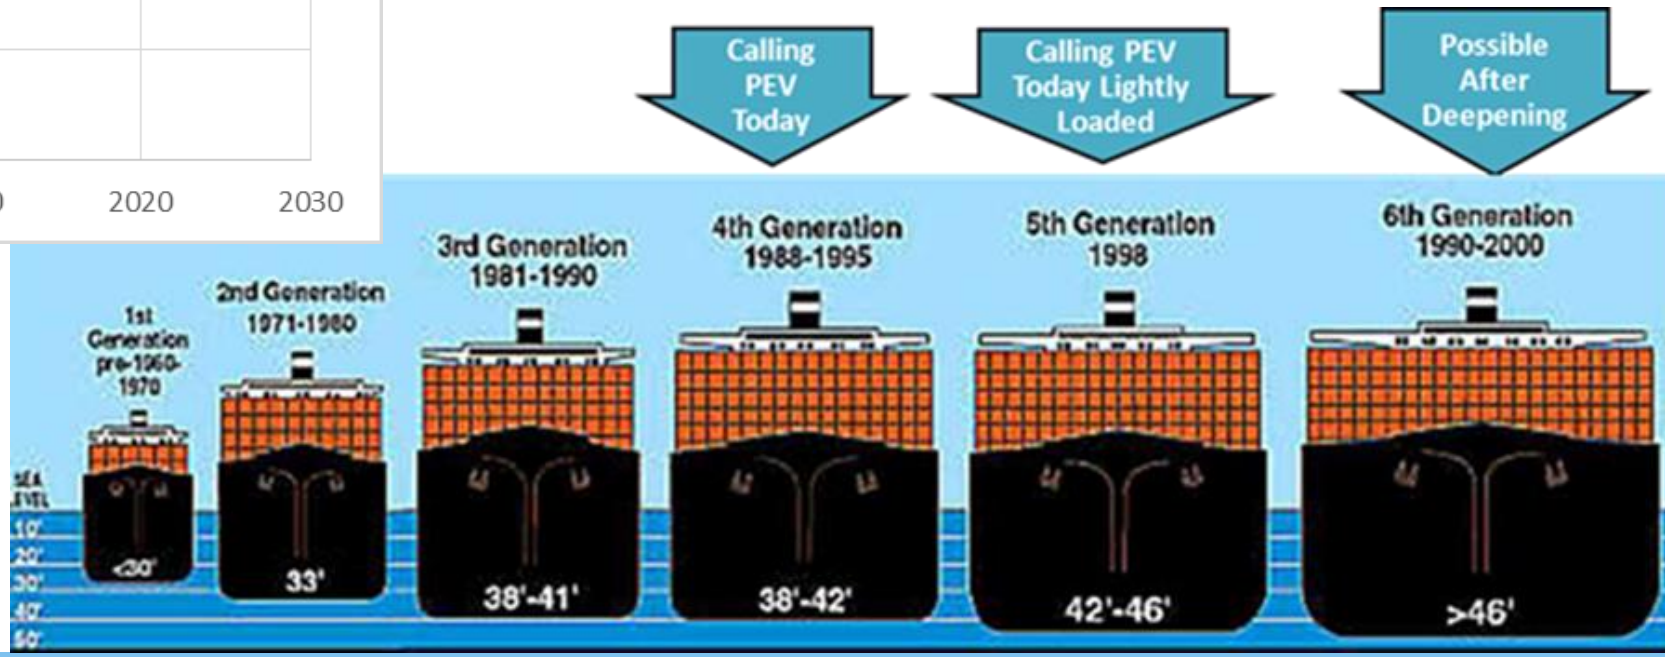 Calling
PEV
Today
Calling PEV
Today Lightly
Loaded
Possible
After
Deepening
0
2020
2030
1st
Generation
pre-1960-
1970
2nd Generation
1971-1980
3rd Generation
1981-1990
4th Generation
1988-1995
5th Generation
1998
6th Generation
1990-2000
SEA
LEVEL
10'
20'
30'
40'
50'
<30'
33'
38'-41'
38'-42'
42'-46'
>46'